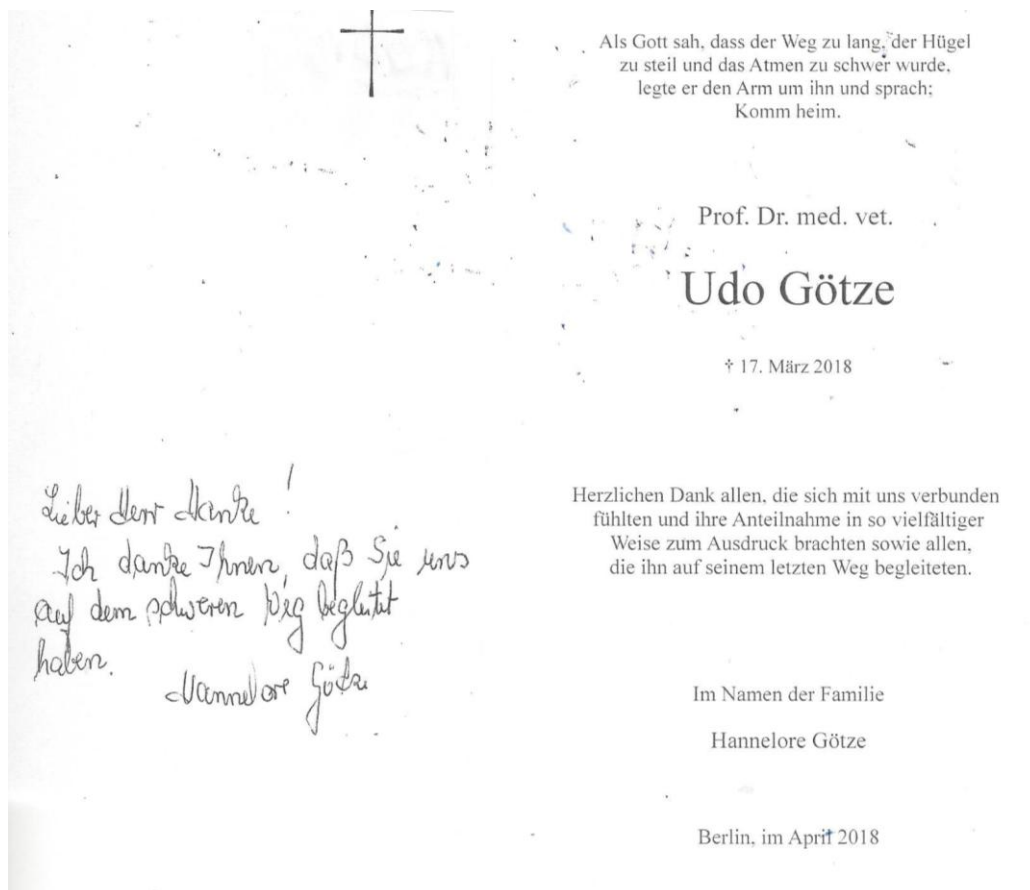 Lieber Herr Hanke !
Ich danke Ihnen, daß Sie uns
auf dem schweren Weg begleitet
haben.
Hannelore Götze
Als Gott sah, dass der Weg zu lang, der Hügel
zu steil und das Atmen zu schwer wurde,
legte er den Arm um ihn und sprach;
Komm heim.
Prof. Dr. med. vet.
Udo Götze
† 17. März 2018
Herzlichen Dank allen, die sich mit uns verbunden
fühlten und ihre Anteilnahme in so vielfältiger
Weise zum Ausdruck brachten sowie allen,
die ihn auf seinem letzten Weg begleiteten.
Im Namen der Familie
Hannelore Götze
Berlin, im April 2018